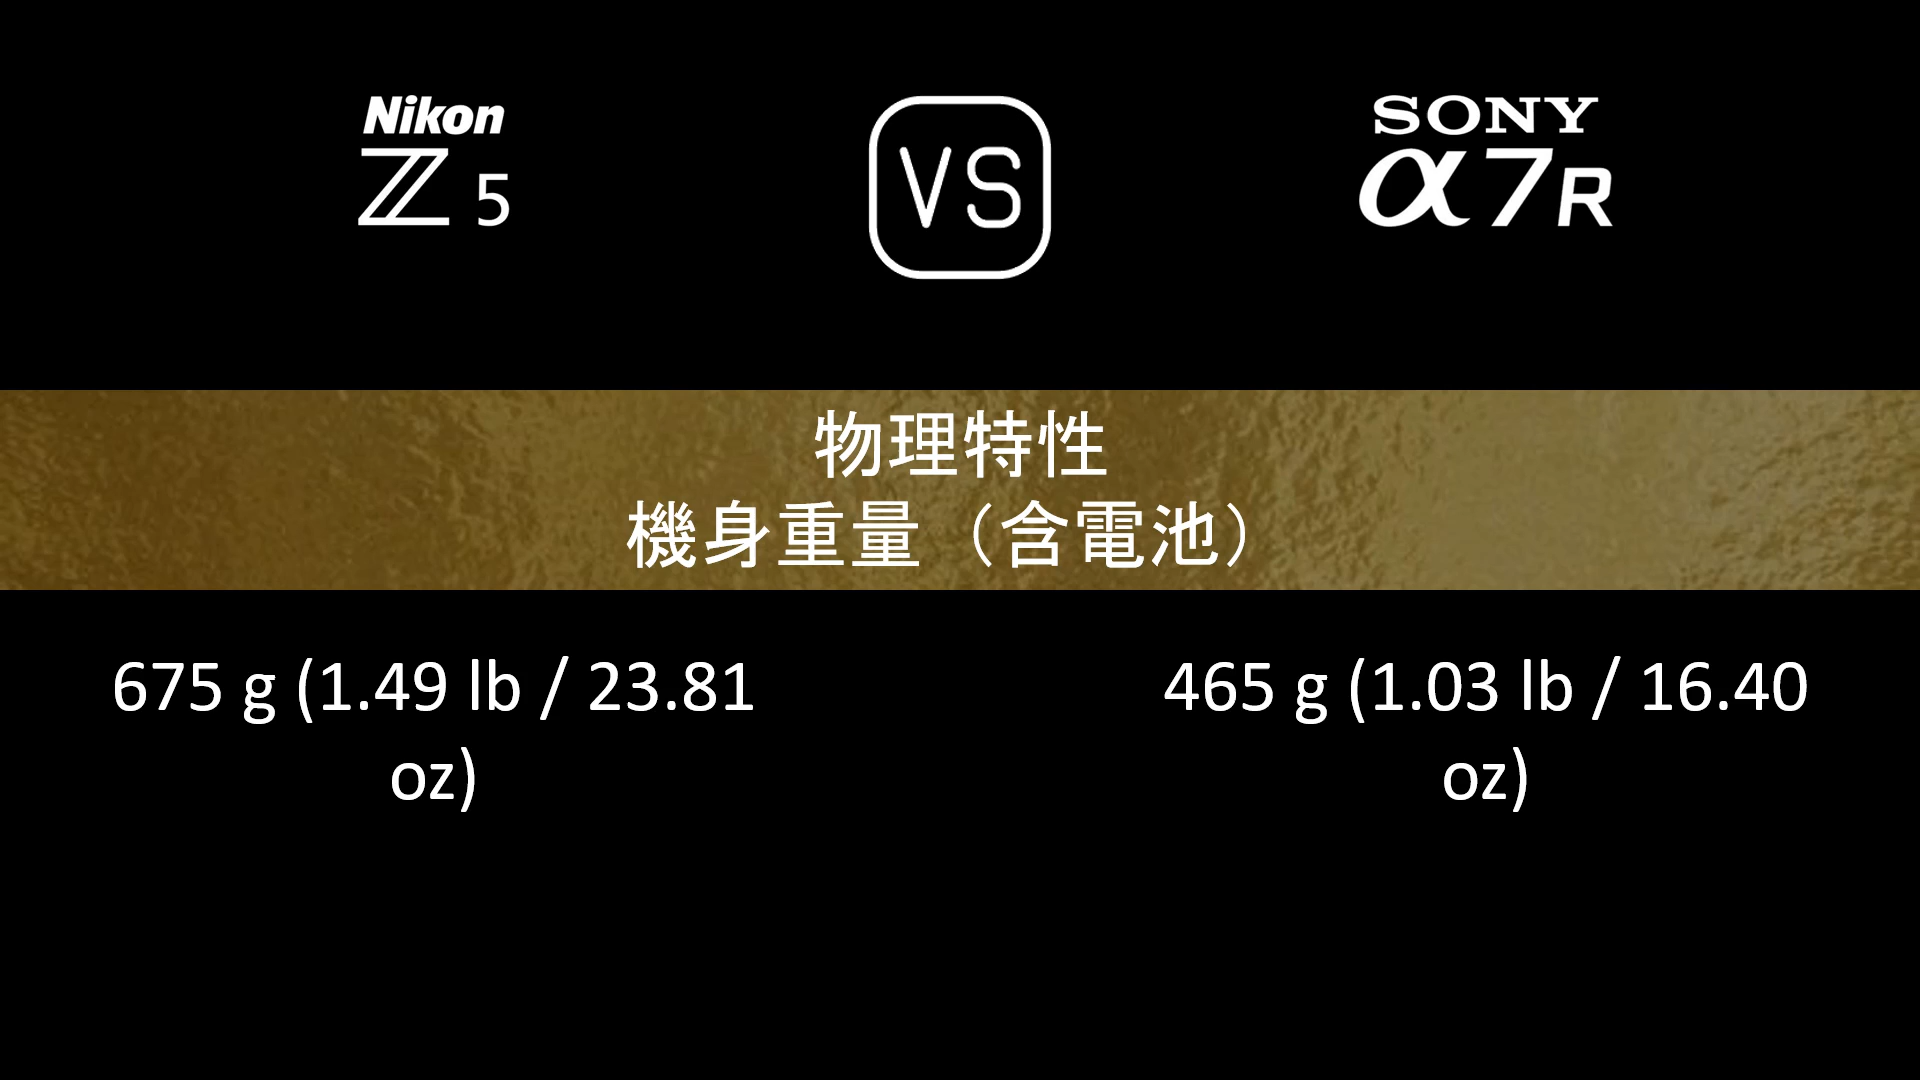 Nikon
Z 5
VS
SONY
α7R
物理特性
機身重量（含電池）
675 g (1.49 lb / 23.81
oz)
465 g (1.03 lb / 16.40
oz)